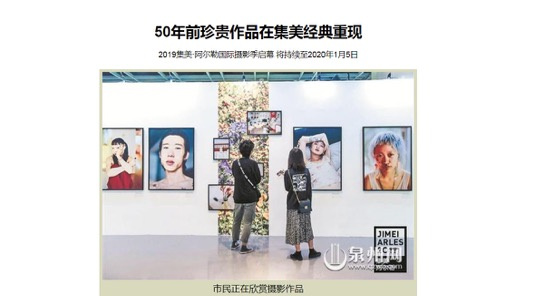 50年前珍贵作品在集美经典重现
2019集美·阿尔勒国际摄影季启幕 将持续至2020年1月5日
JIMEI
ARLES
泉州网
市民正在欣赏摄影作品